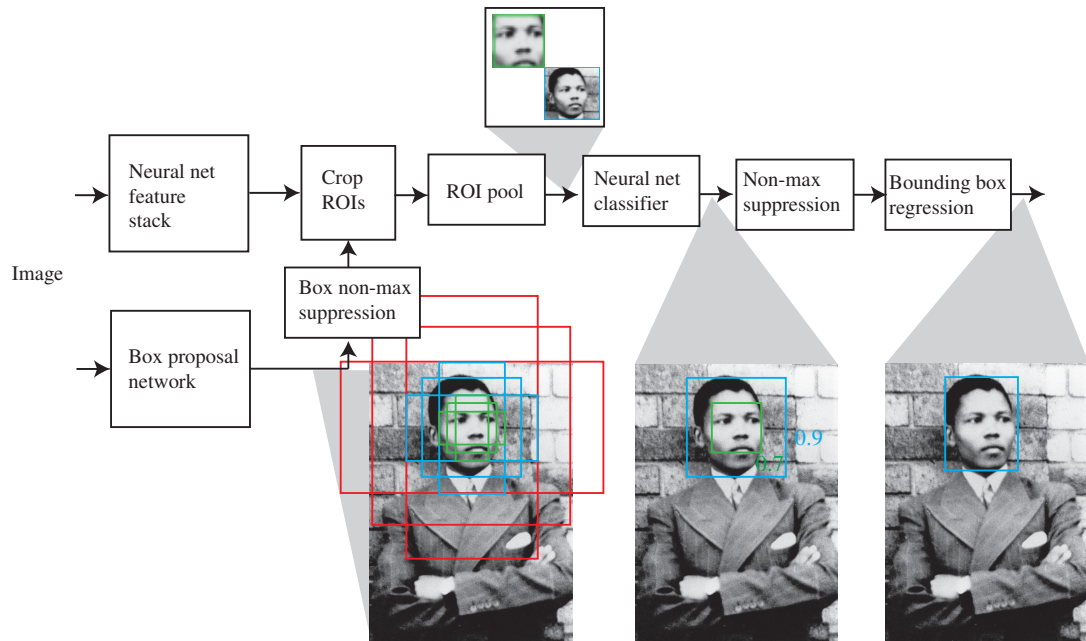 Neural net
feature
stack
Crop
ROIs
ROI pool
Neural net
classifier
Non-max
suppression
Bounding box
regression
Image
Box non-max
suppression
Box proposal
network
0.9
0.7